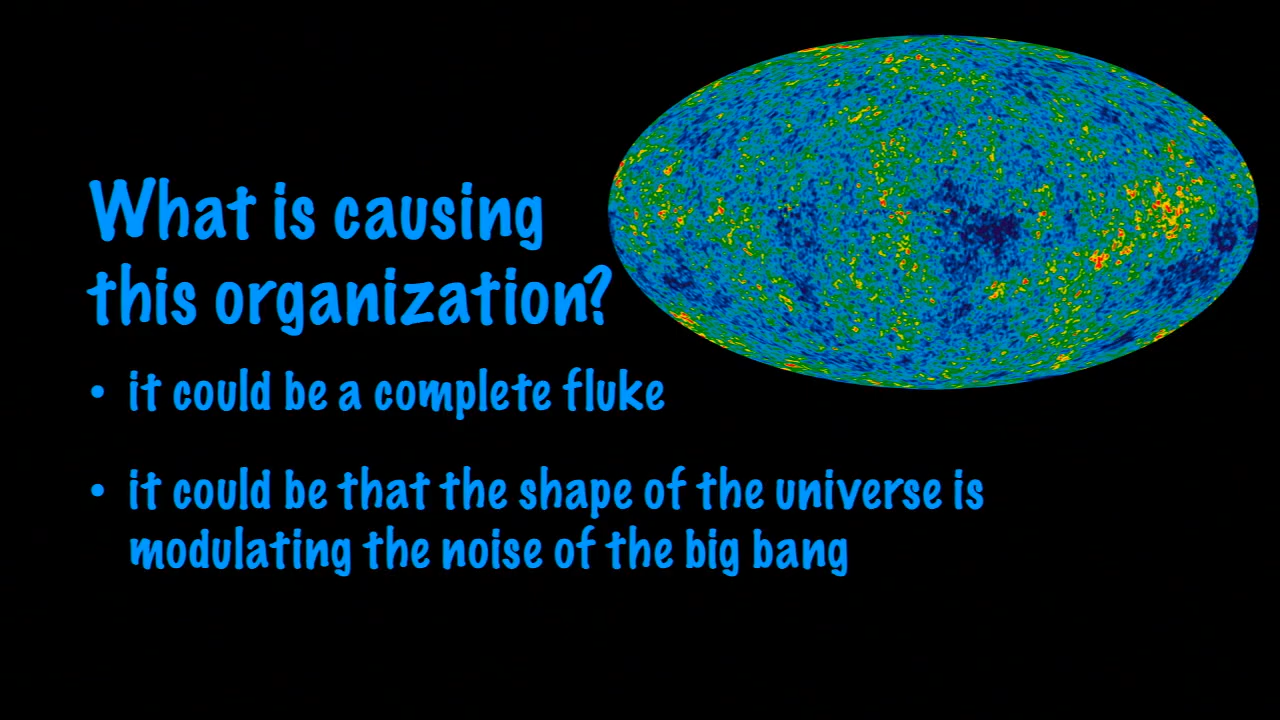 What is causing
this organization?
• it could be a complete fluke
• it could be that the shape of the universe is
modulating the noise of the big bang